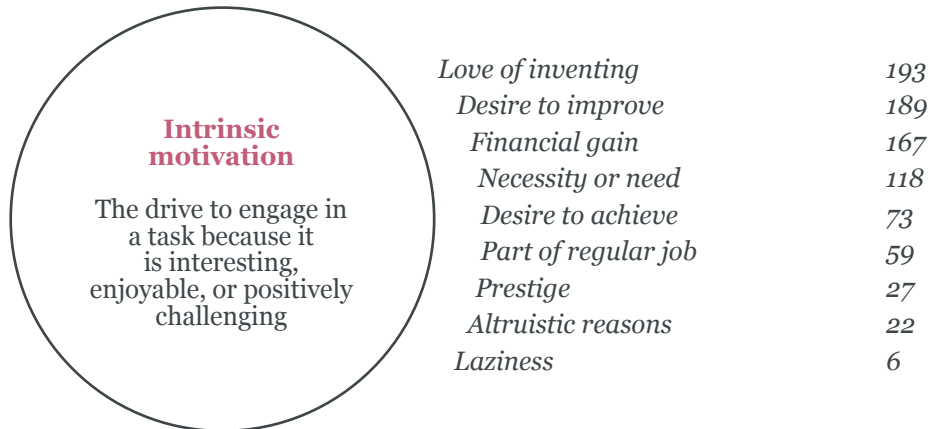 Intrinsic
motivation
The drive to engage in
a task because it
is interesting,
enjoyable, or positively
challenging
Love of inventing 193
Desire to improve 189
Financial gain 167
Necessity or need 118
Desire to achieve 73
Part of regular job 59
Prestige 27
Altruistic reasons 22
Laziness 6